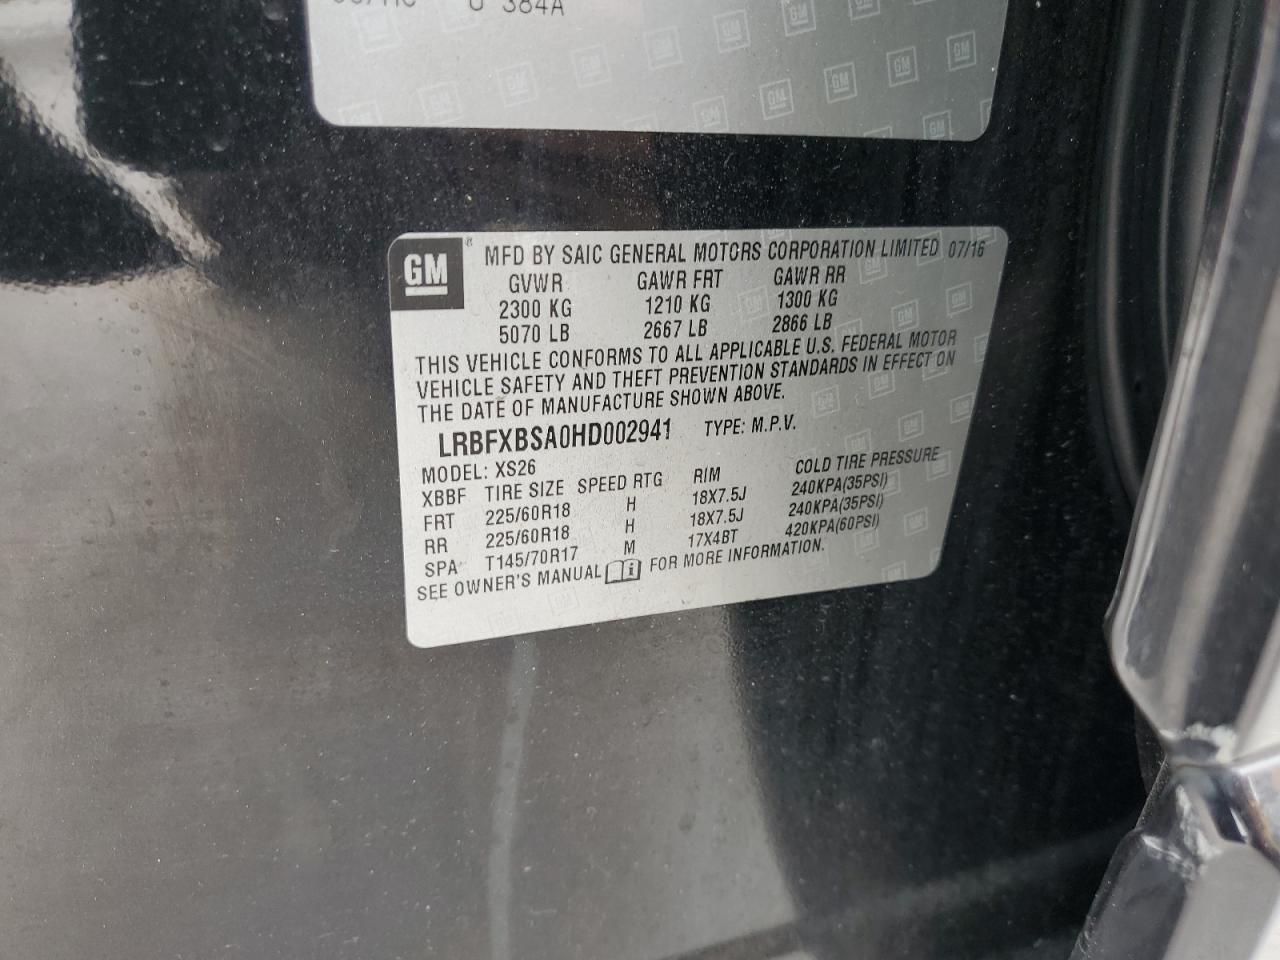 384A
GM
MFD BY SAIC GENERAL MOTORS CORPORATION LIMITED 07/16
GVWR GAWR FRT GAWR RR
2300 KG 1210 KG 1300 KG
5070 LB 2667 LB 2866 LB
THIS VEHICLE CONFORMS TO ALL APPLICABLE U.S. FEDERAL MOTOR
VEHICLE SAFETY AND THEFT PREVENTION STANDARDS IN EFFECT ON
THE DATE OF MANUFACTURE SHOWN ABOVE.
LRBFXBSA0HD002941 TYPE: M.P.V.
MODEL: XS26
XBBF TIRE SIZE SPEED RTG RIM COLD TIRE PRESSURE
FRT 225/60R18 H 18X7.5J 240KPA(35PSI)
RR 225/60R18 H 18X7.5J 240KPA(35PSI)
SPA T145/70R17 M 17X4BT 420KPA(60PSI)
SEE OWNER'S MANUAL FOR MORE INFORMATION.